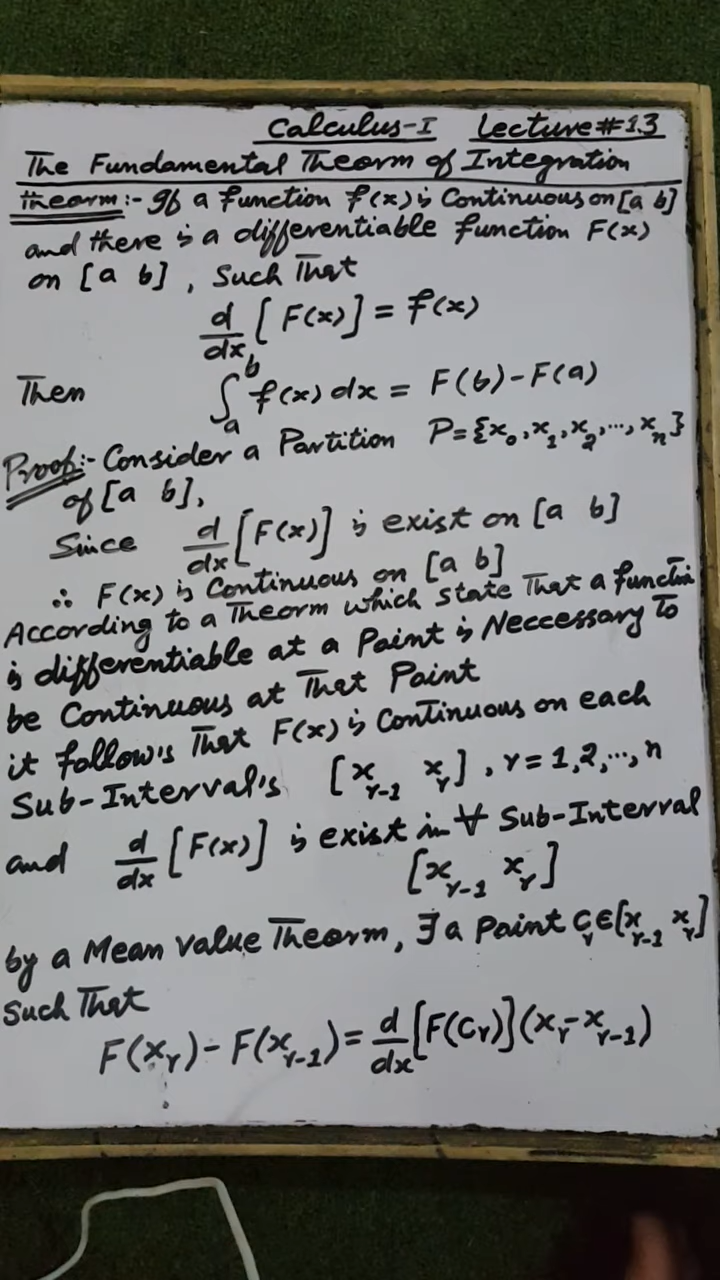 Calculus-I Lecture#13
The Fundamental Theorm of Integration
theorm:- If a function f(x) is Continuous on [a b]
and there is a differentiable function F(x)
on [a b], Such That
d/dx [F(x)] = f(x)
Then ∫_a^b f(x) dx = F(b)-F(a)
Proof:- Consider a Partition P={x₀,x₁,x₂,...,xₙ}
of [a b],
Since d/dx [F(x)] is exist on [a b]
∴ F(x) is Continuous on [a b]
According to a Theorm which state That a functin
is differentiable at a Paint is Neccessary To
be Continuous at That Paint
it follow's That F(x) is Continuous on each
Sub-Interval's [x_{r-1} x_r], r=1,2,...,n
and d/dx [F(x)] is exist in ∀ Sub-Interval
[x_{r-1} x_r]
by a Mean Value Theorm, ∃ a Paint C_r∈[x_{r-1} x_r]
Such That
F(x_r)-F(x_{r-1})=d/dx[F(C_r)](x_r-x_{r-1})